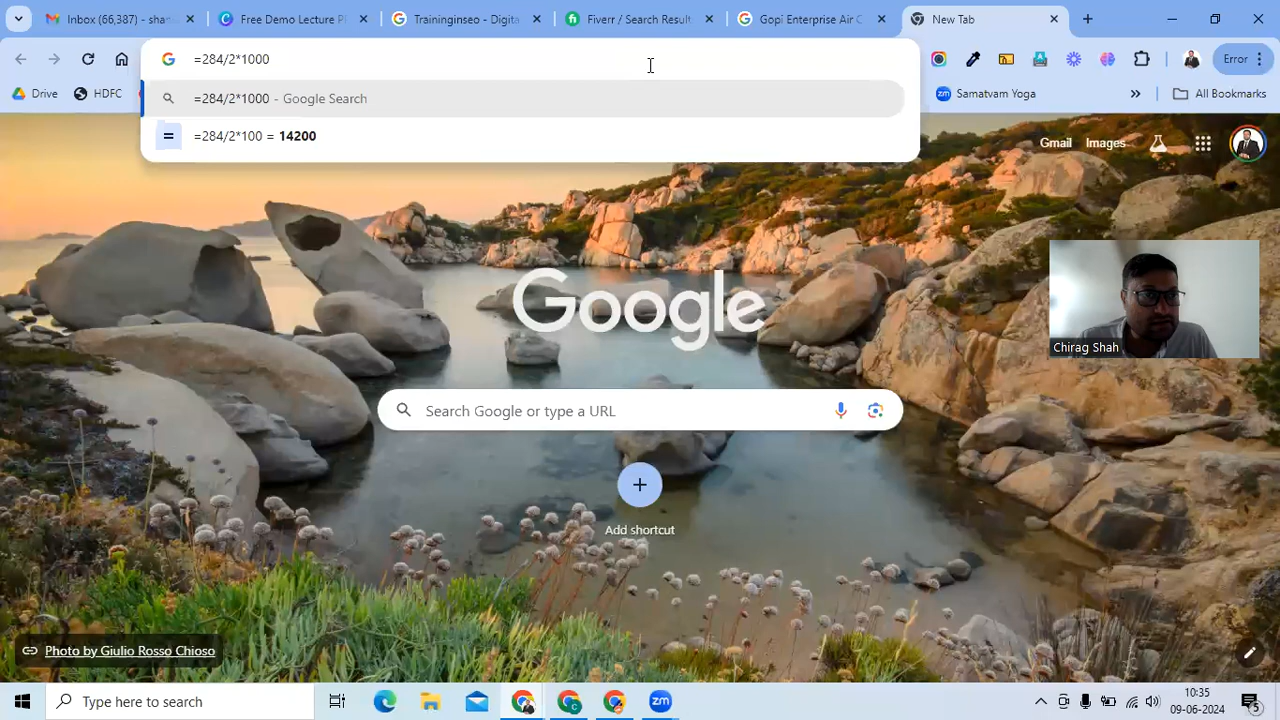 Inbox (66,387) - sharti
Free Demo Lecture Pl
Traininginseo - Digita
Fiverr / Search Result
Gopi Enterprise Air C
New Tab
=284/2*1000
Error
Drive
HDFC
Samatvam Yoga
All Bookmarks
=284/2*1000 - Google Search
=284/2*100 = 14200
Gmail
Images
Google
Chirag Shah
Search Google or type a URL
Add shortcut
Photo by Giulio Rosso Chioso
Type here to search
zm
10:35
09-06-2024
5